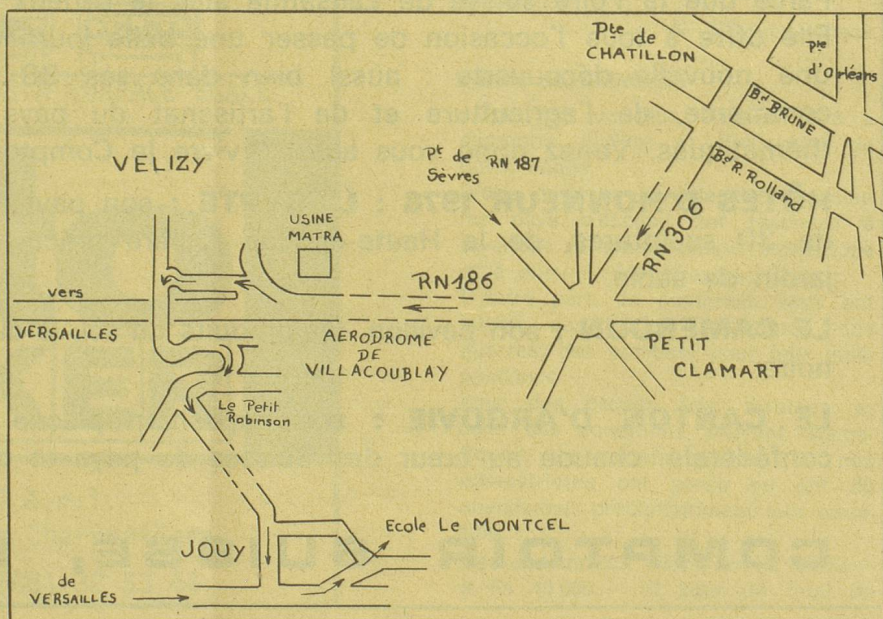 Pte de
CHATILLON
Pte
d'Orléans
Bd BRUNE
Bd R. Rolland
VELIZY
pt de
Sèvres
RN 187
USINE
MATRA
RN 306
RN186
vers
VERSAILLES
AERODROME
DE
VILLACOUBLAY
PETIT
CLAMART
Le Petit
Robinson
JOUY
Ecole Le MONTCEL
de
VERSAILLES